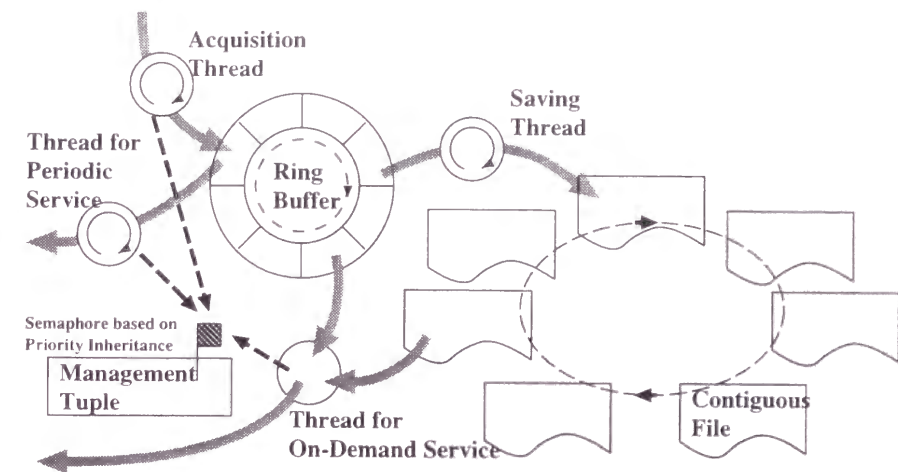 Acquisition
Thread
Saving
Thread
Thread for
Periodic
Service
Ring
Buffer
Semaphore based on
Priority Inheritance
Management
Tuple
Thread for
On-Demand Service
Contiguous
File